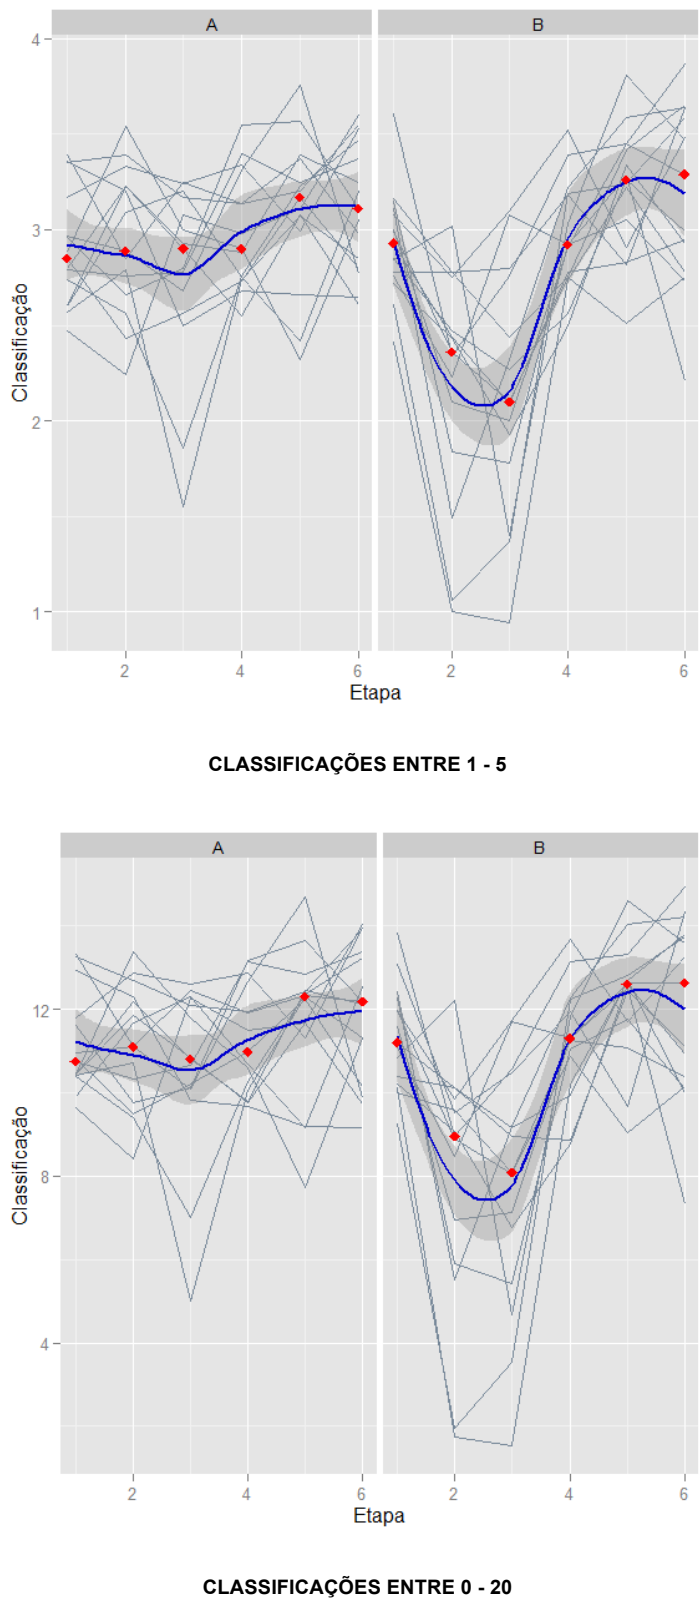 A B
4
3
2
1
Classificação
2 4 6 2 4 6
Etapa
CLASSIFICAÇÕES ENTRE 1 - 5
A B
12
8
4
Classificação
2 4 6 2 4 6
Etapa
CLASSIFICAÇÕES ENTRE 0 - 20